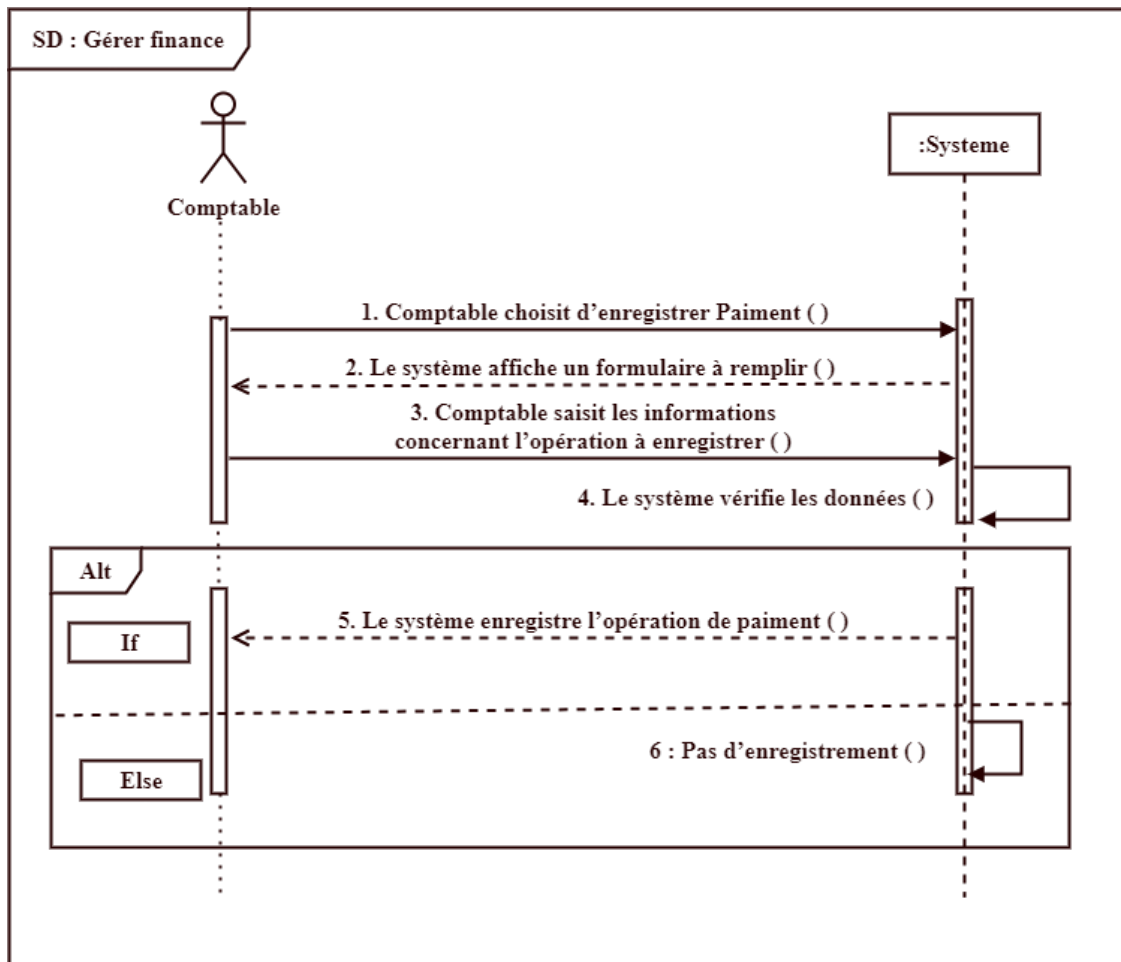 SD : Gérer finance
Comptable
:Systeme
1. Comptable choisit d’enregistrer Paiment ( )
2. Le système affiche un formulaire à remplir ( )
3. Comptable saisit les informations
concernant l’opération à enregistrer ( )
4. Le système vérifie les données ( )
Alt
5. Le système enregistre l’opération de paiment ( )
If
6 : Pas d’enregistrement ( )
Else